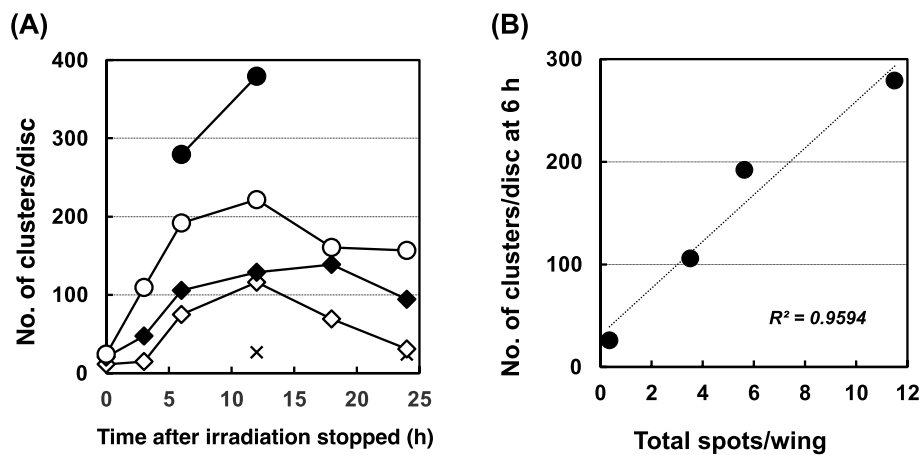 (A)
No. of clusters/disc
400
300
200
100
0
0 5 10 15 20 25
Time after irradiation stopped (h)
(B)
No. of clusters/disc at 6 h
300
200
100
0
R² = 0.9594
0 2 4 6 8 10 12
Total spots/wing